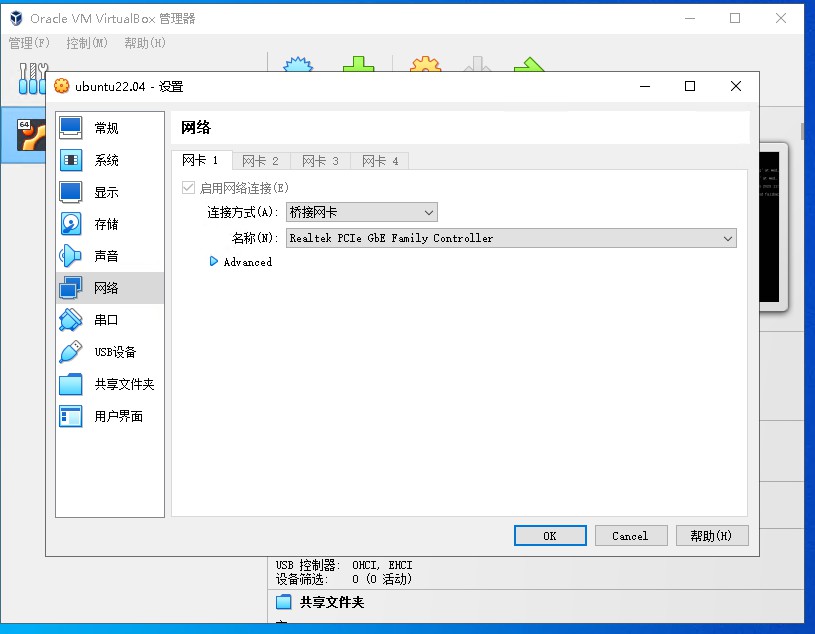 Oracle VM VirtualBox 管理器
管理(F) 控制(M) 帮助(H)
ubuntu22.04 - 设置
64
常规
系统
显示
存储
声音
网络
串口
USB设备
共享文件夹
用户界面
网络
网卡 1 网卡 2 网卡 3 网卡 4
启用网络连接(E)
连接方式(A): 桥接网卡
名称(N): Realtek PCIe GbE Family Controller
Advanced
OK Cancel 帮助(H)
USB 控制器: OHCI, EHCI
设备筛选: 0 (0 活动)
共享文件夹